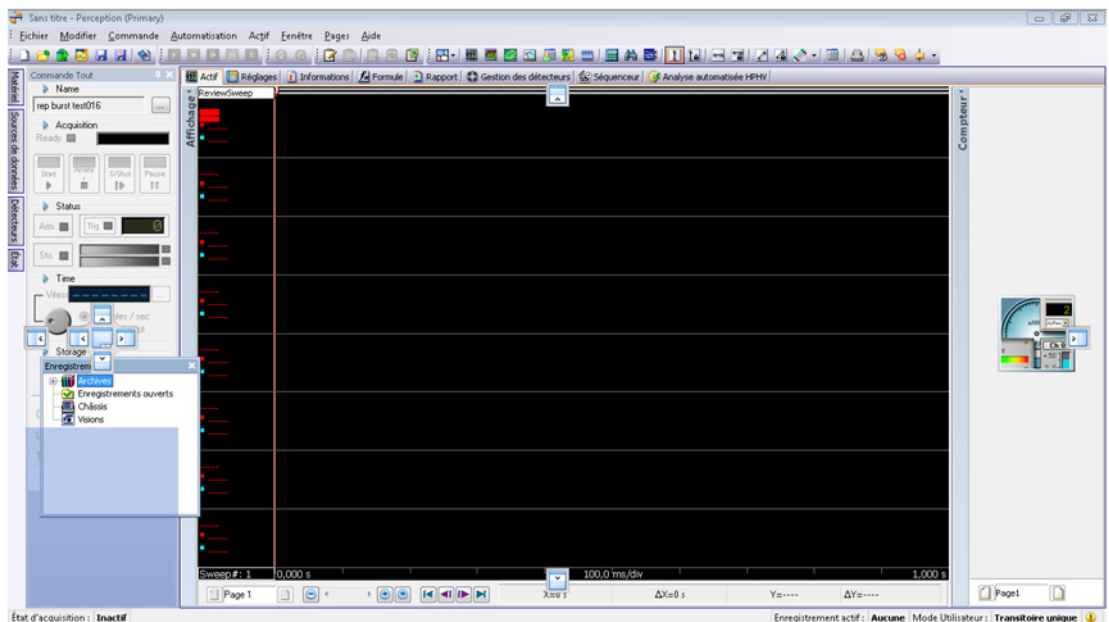 Sans titre - Perception (Primary)
Fichier Modifier Commande Automatisation Actif Fenêtre Pages Aide
Commande Tout
Actif Réglages Informations Formule Rapport Gestion des détecteurs Séquenceur Analyse automatisée HPHV
Matériel
Sources de données
Détecteurs
État
Name
rep burst test016
...
Acquisition
Ready
Start
S/Shot
Pause
Status
Arm
Trig
0
Sto
Time
...
/ sec
Storage
Enregistrem
Archives
Enregistrements ouverts
Châssis
Visions
Affichage
ReviewSweep
Sweep#: 1 0,000 s 100,0 ms/div 1,000 s
Page 1
X=0 s ΔX=0 s Y=---- ΔY=----
Compteur
2
Page1
État d'acquisition : Inactif
Enregistrement actif : Aucune Mode Utilisateur : Transitoire unique